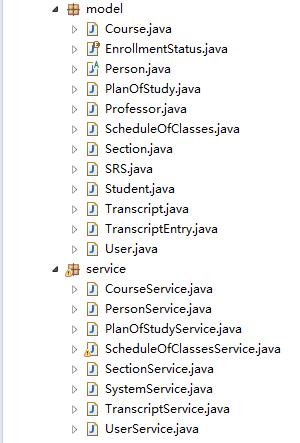 model
Course.java
EnrollmentStatus.java
Person.java
PlanOfStudy.java
Professor.java
ScheduleOfClasses.java
Section.java
SRS.java
Student.java
Transcript.java
TranscriptEntry.java
User.java
service
CourseService.java
PersonService.java
PlanOfStudyService.java
ScheduleOfClassesService.java
SectionService.java
SystemService.java
TranscriptService.java
UserService.java